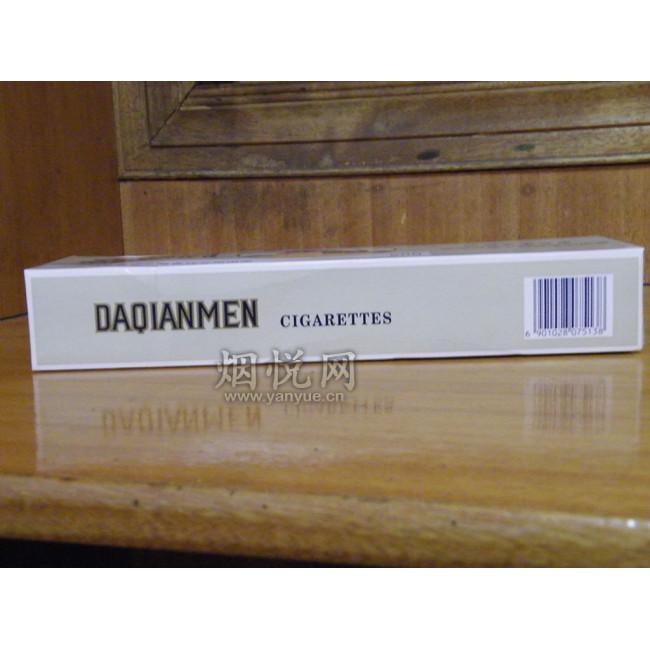 DAQIANMEN CIGARETTES
6 901028 075138
烟悦网
www.yanyue.cn